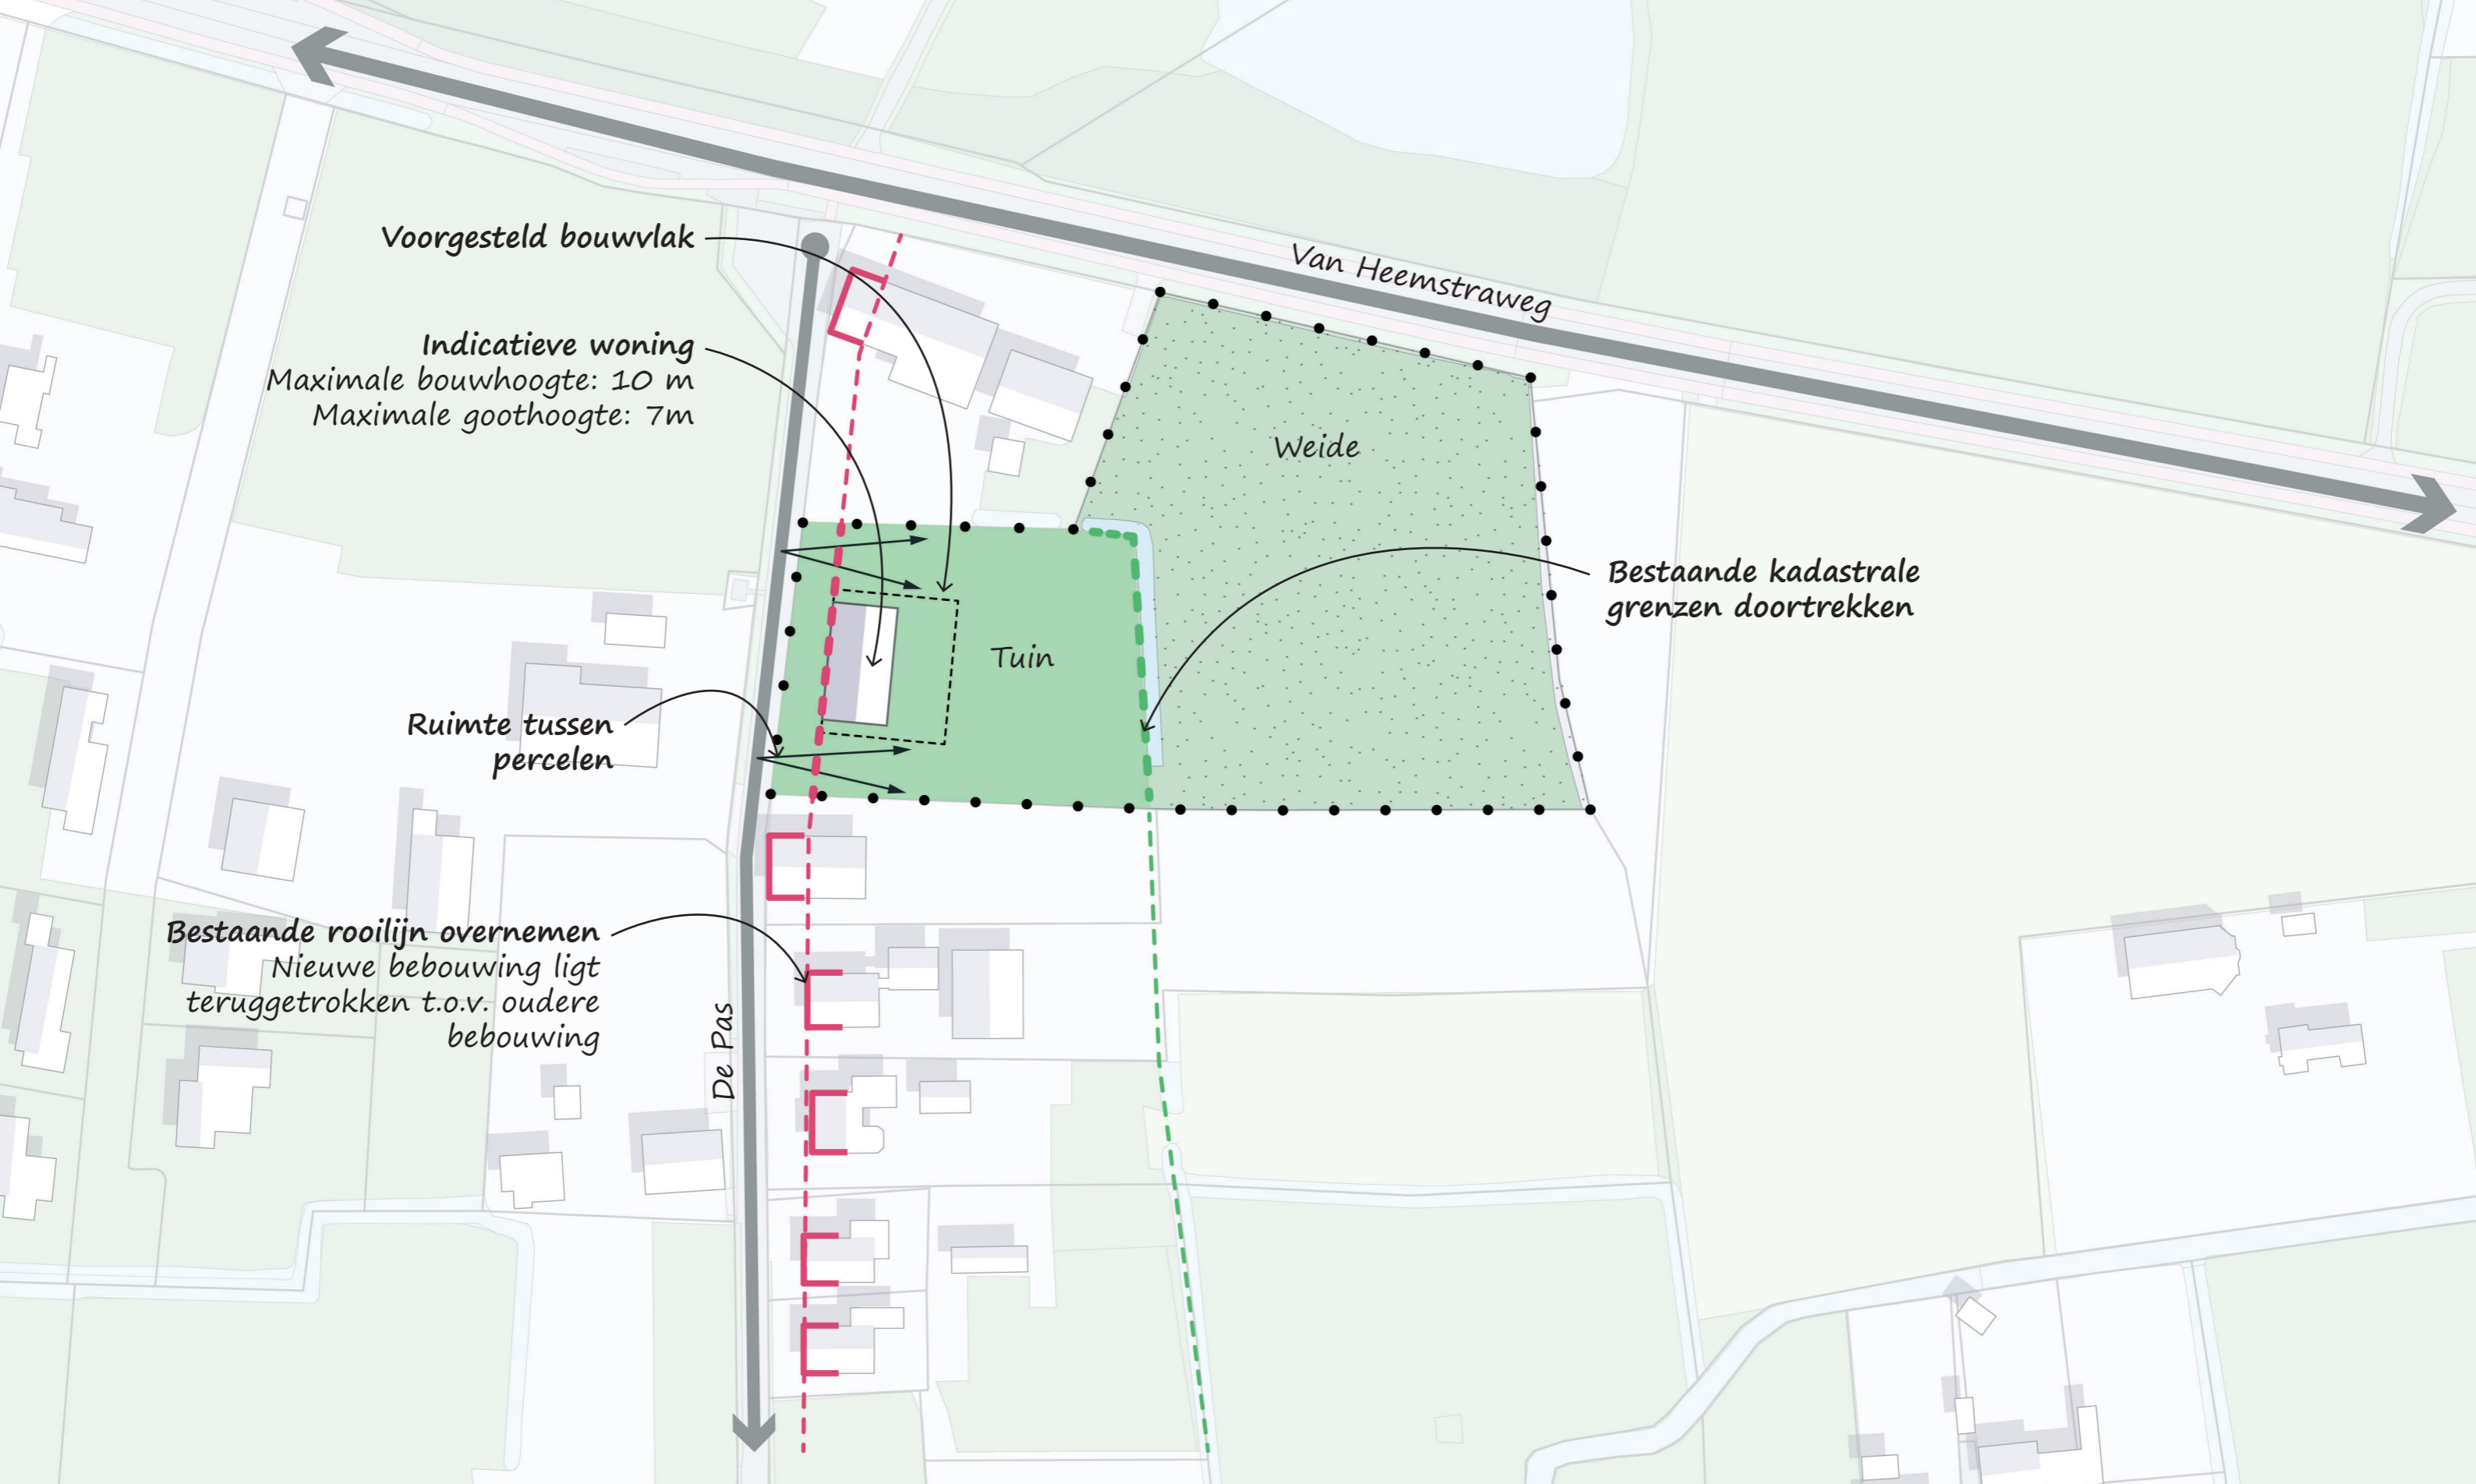 Voorgesteld bouwvlak
Van Heemstraweg
Indicatieve woning
Maximale bouwhoogte: 10 m
Maximale goothoogte: 7m
Weide
Bestaande kadastrale
grenzen doortrekken
Tuin
Ruimte tussen
percelen
Bestaande rooilijn overnemen
Nieuwe bebouwing ligt
teruggetrokken t.o.v. oudere
bebouwing
De Pas